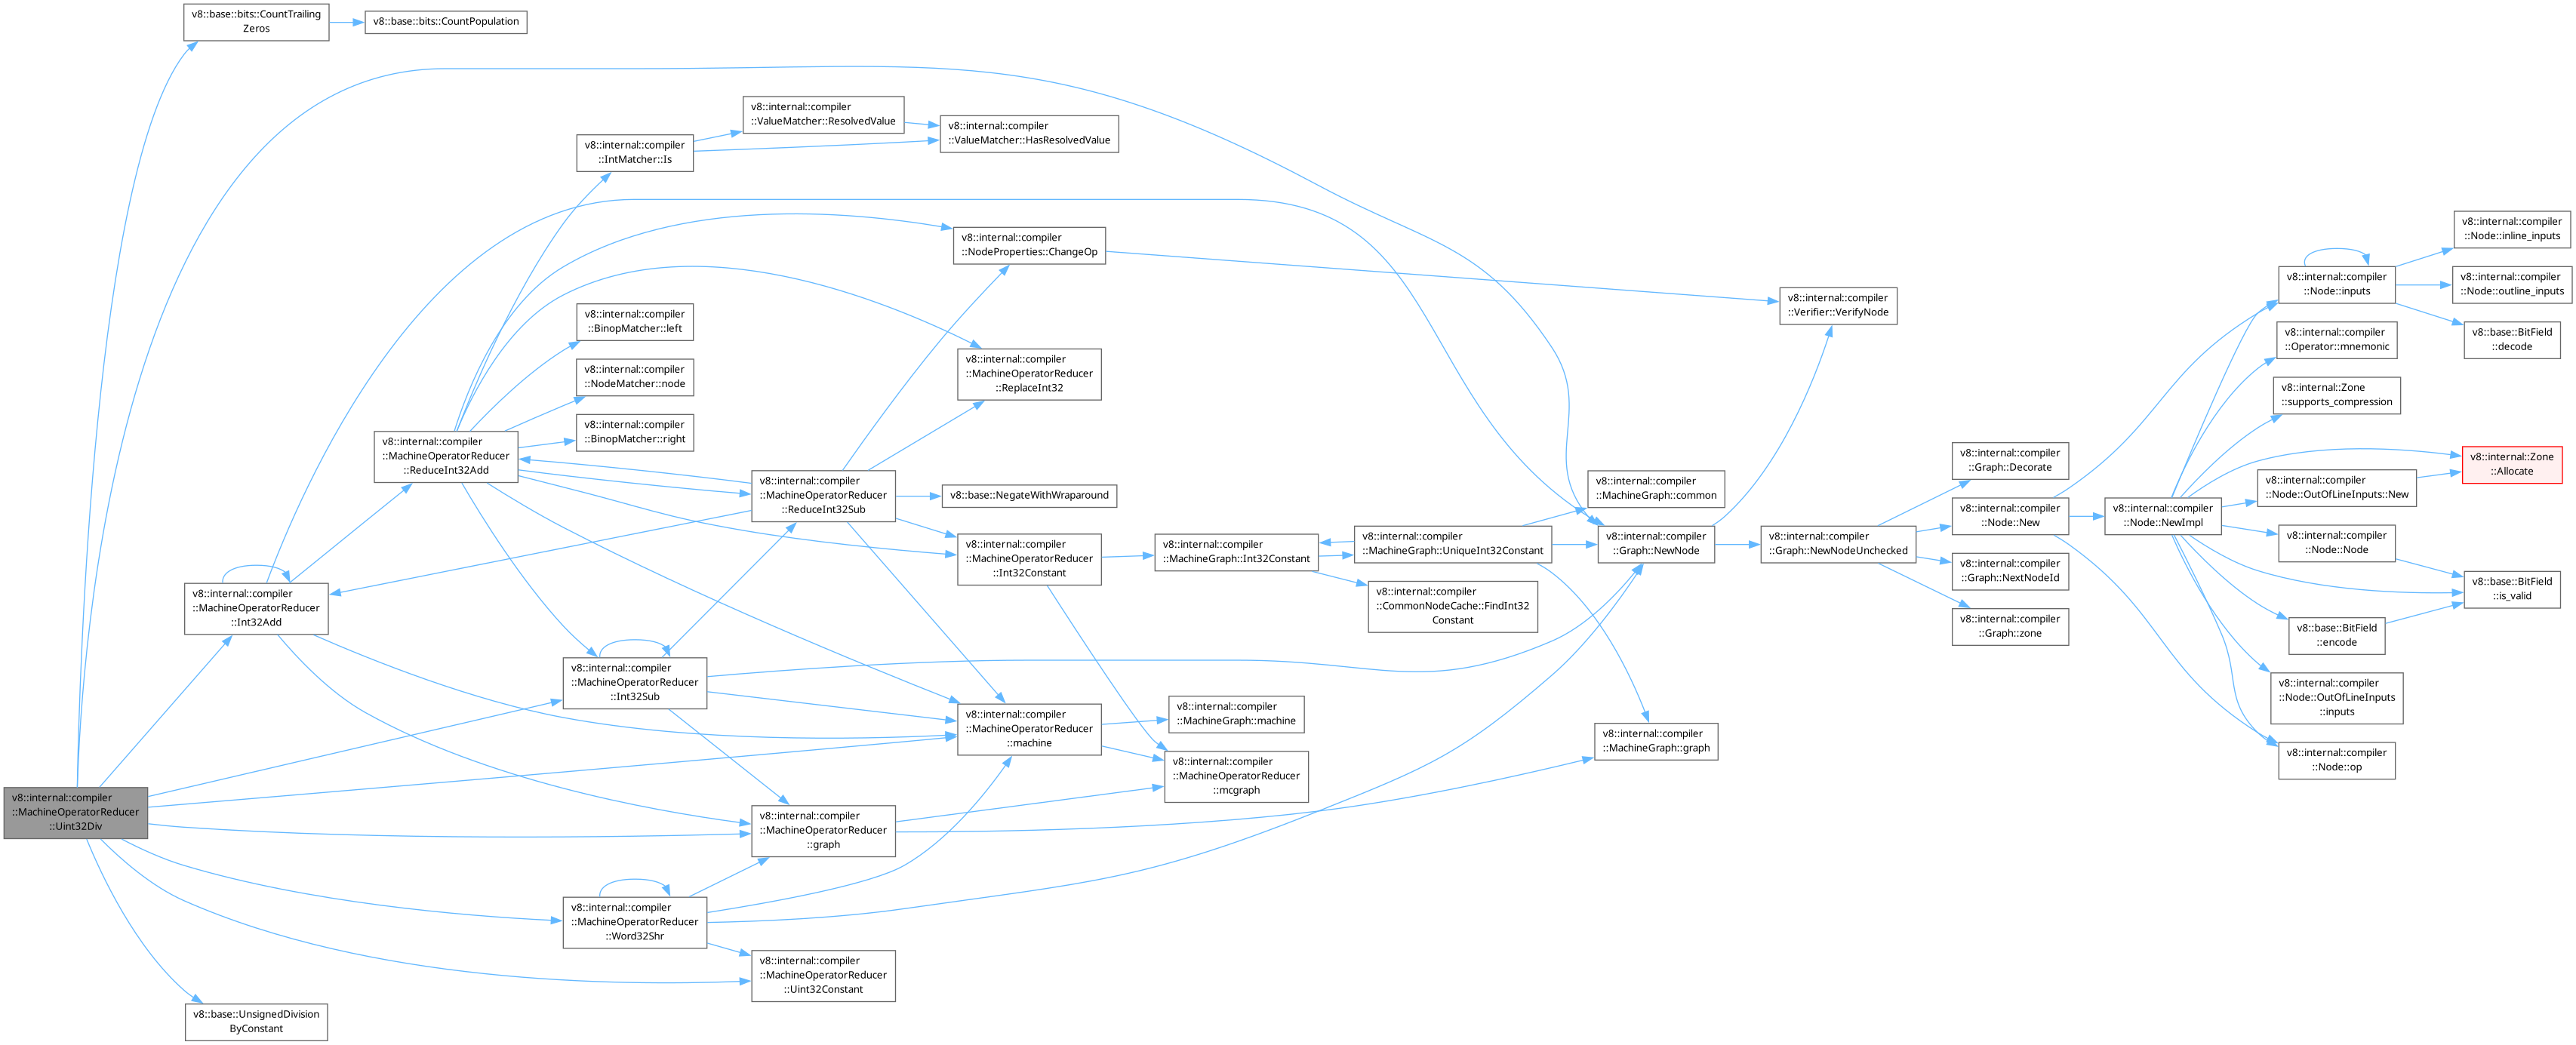 v8::internal::compiler
::MachineOperatorReducer
::Uint32Div
v8::base::bits::CountTrailing
Zeros
v8::base::bits::CountPopulation
v8::internal::compiler
::MachineOperatorReducer
::Int32Add
v8::base::UnsignedDivision
ByConstant
v8::internal::compiler
::MachineOperatorReducer
::ReduceInt32Add
v8::internal::compiler
::IntMatcher::Is
v8::internal::compiler
::BinopMatcher::left
v8::internal::compiler
::NodeMatcher::node
v8::internal::compiler
::BinopMatcher::right
v8::internal::compiler
::MachineOperatorReducer
::Int32Sub
v8::internal::compiler
::MachineOperatorReducer
::Word32Shr
v8::internal::compiler
::ValueMatcher::ResolvedValue
v8::internal::compiler
::ValueMatcher::HasResolvedValue
v8::internal::compiler
::MachineOperatorReducer
::ReduceInt32Sub
v8::internal::compiler
::MachineOperatorReducer
::graph
v8::internal::compiler
::MachineOperatorReducer
::Uint32Constant
v8::internal::compiler
::NodeProperties::ChangeOp
v8::internal::compiler
::MachineOperatorReducer
::ReplaceInt32
v8::base::NegateWithWraparound
v8::internal::compiler
::MachineOperatorReducer
::Int32Constant
v8::internal::compiler
::MachineOperatorReducer
::machine
v8::internal::compiler
::MachineGraph::Int32Constant
v8::internal::compiler
::MachineGraph::machine
v8::internal::compiler
::MachineOperatorReducer
::mcgraph
v8::internal::compiler
::MachineGraph::UniqueInt32Constant
v8::internal::compiler
::CommonNodeCache::FindInt32
Constant
v8::internal::compiler
::MachineGraph::common
v8::internal::compiler
::Graph::NewNode
v8::internal::compiler
::MachineGraph::graph
v8::internal::compiler
::Verifier::VerifyNode
v8::internal::compiler
::Graph::NewNodeUnchecked
v8::internal::compiler
::Graph::Decorate
v8::internal::compiler
::Node::New
v8::internal::compiler
::Graph::NextNodeId
v8::internal::compiler
::Graph::zone
v8::internal::compiler
::Node::NewImpl
v8::internal::compiler
::Node::inputs
v8::internal::compiler
::Operator::mnemonic
v8::internal::Zone
::supports_compression
v8::internal::compiler
::Node::OutOfLineInputs::New
v8::internal::compiler
::Node::Node
v8::base::BitField
::encode
v8::internal::compiler
::Node::OutOfLineInputs
::inputs
v8::internal::compiler
::Node::op
v8::internal::compiler
::Node::inline_inputs
v8::internal::compiler
::Node::outline_inputs
v8::base::BitField
::decode
v8::internal::Zone
::Allocate
v8::base::BitField
::is_valid